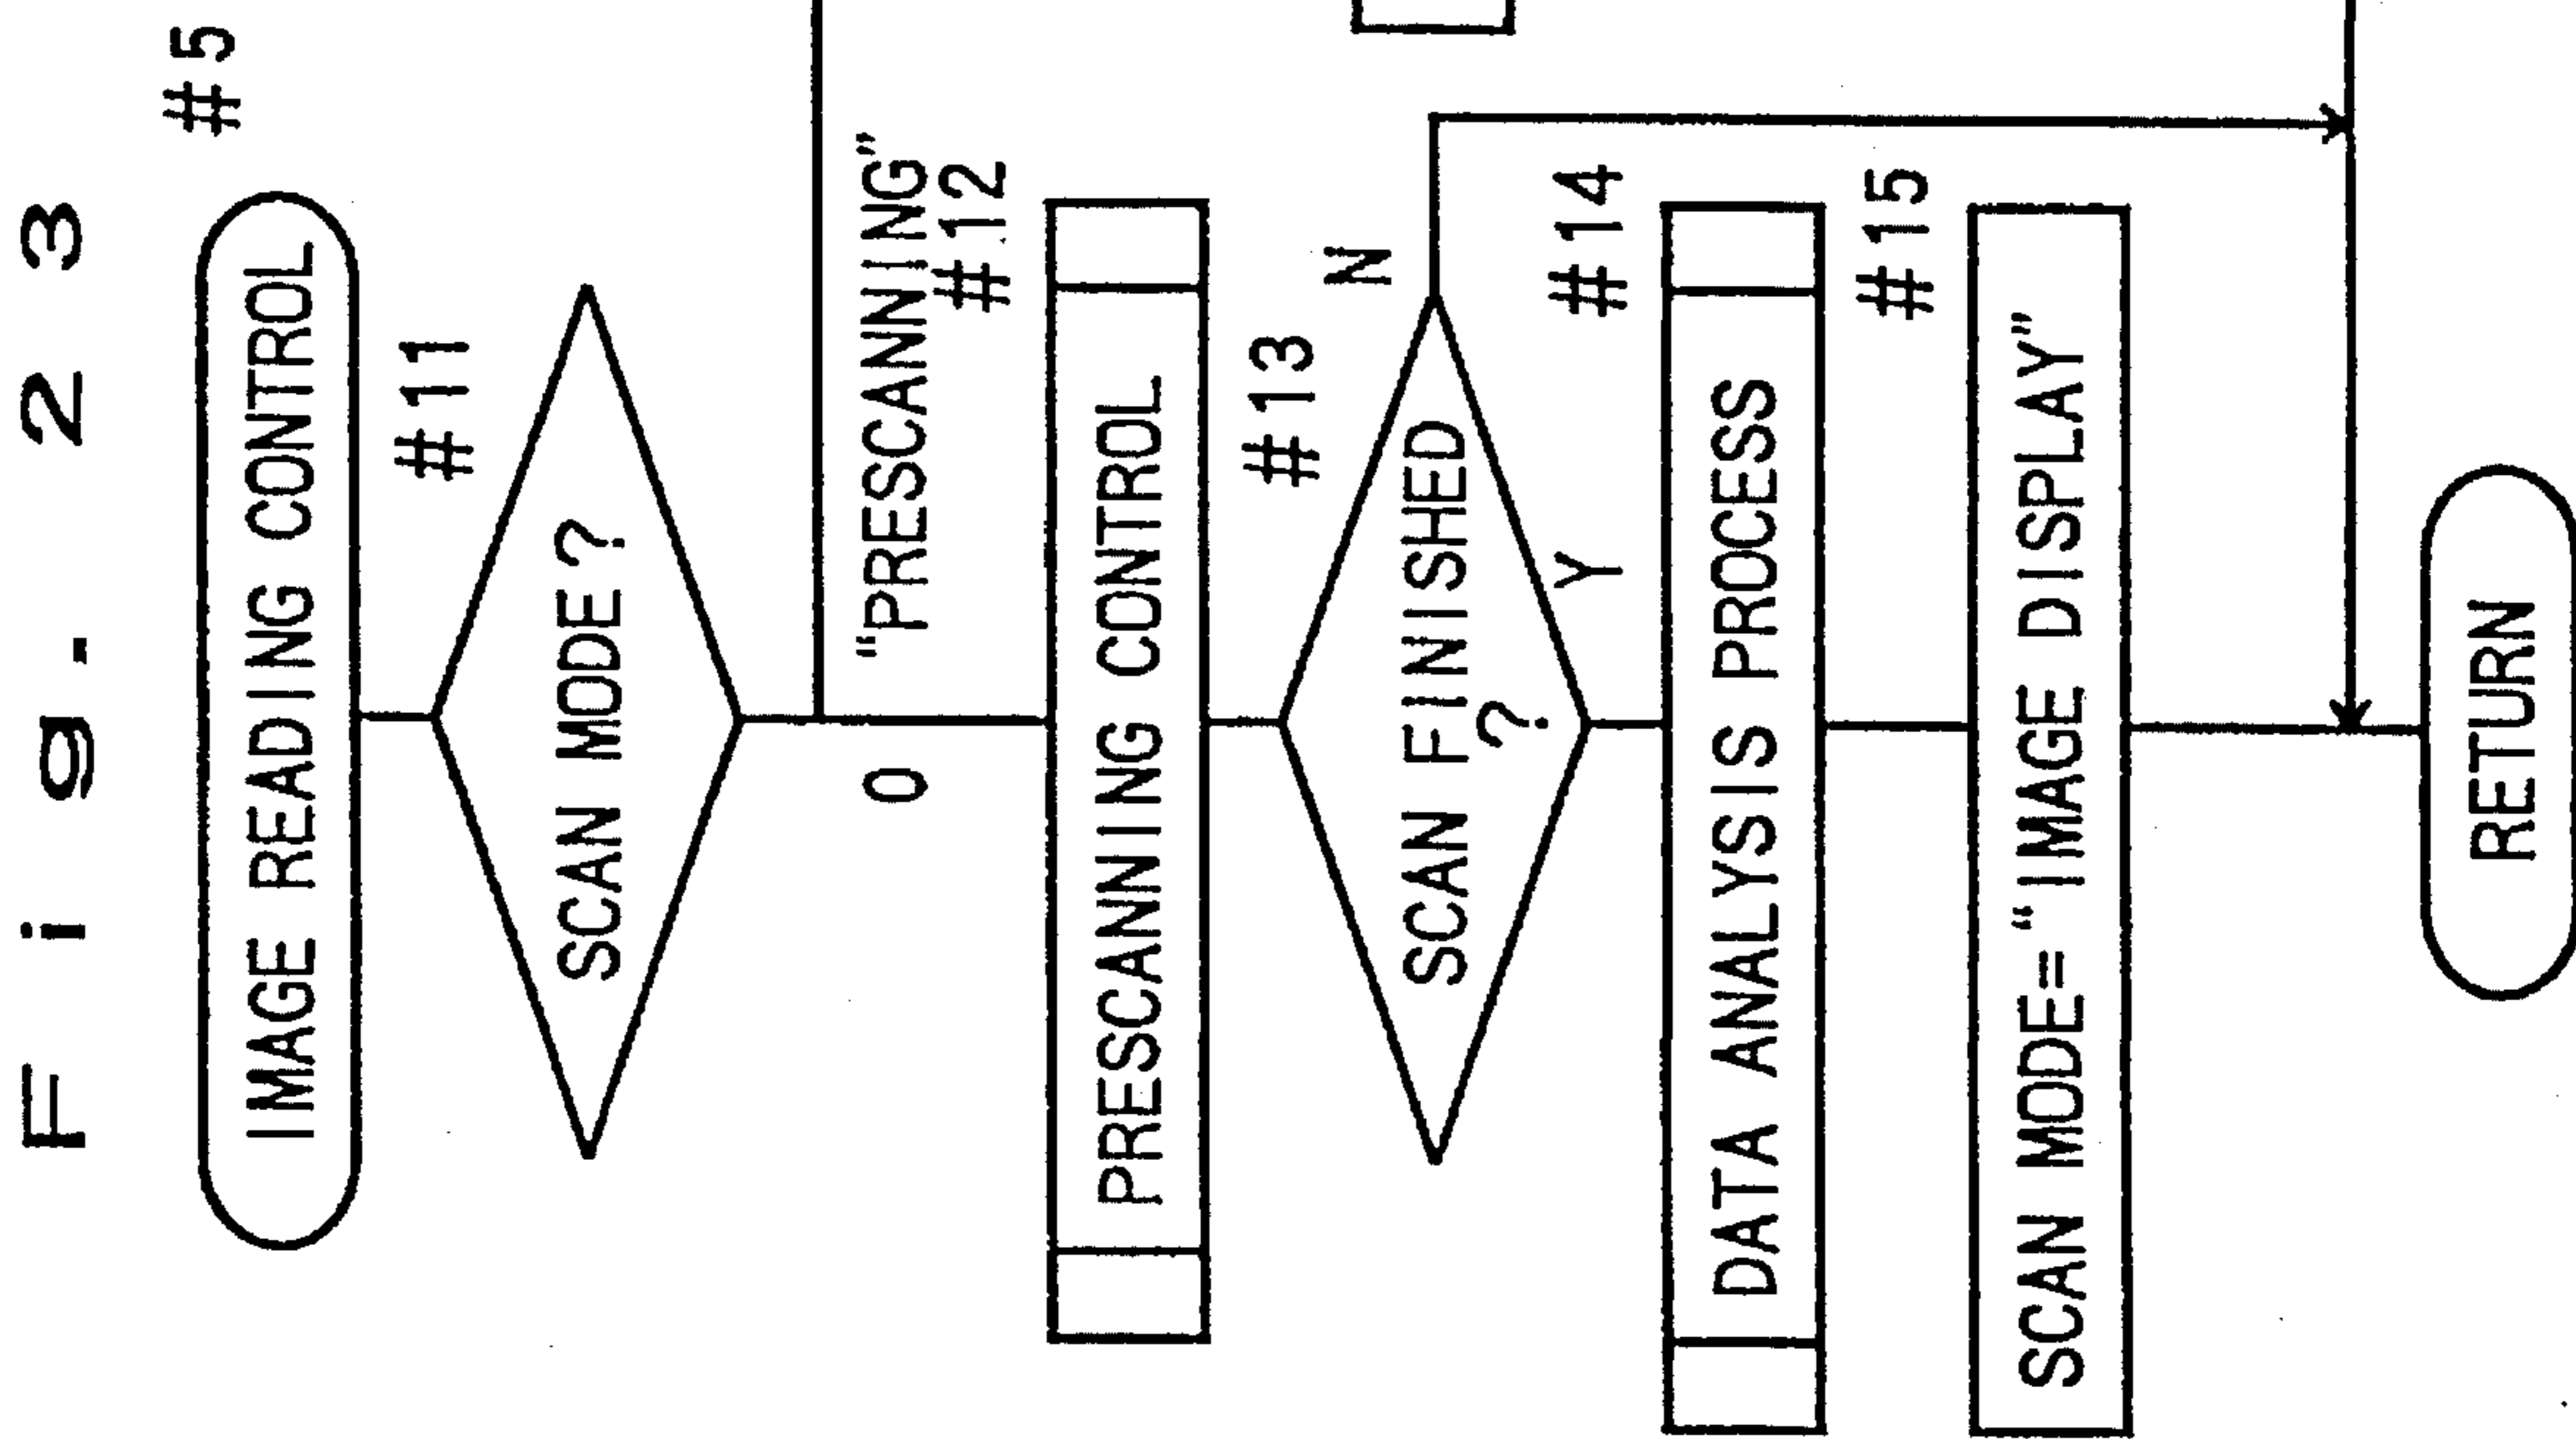 Fig. 23
#5
IMAGE READING CONTROL
#11
SCAN MODE?
0 "PRESCANNING"
#12
PRESCANNING CONTROL
#13
SCAN FINISHED
?
N
Y
#14
DATA ANALYSIS PROCESS
#15
SCAN MODE="IMAGE DISPLAY"
RETURN